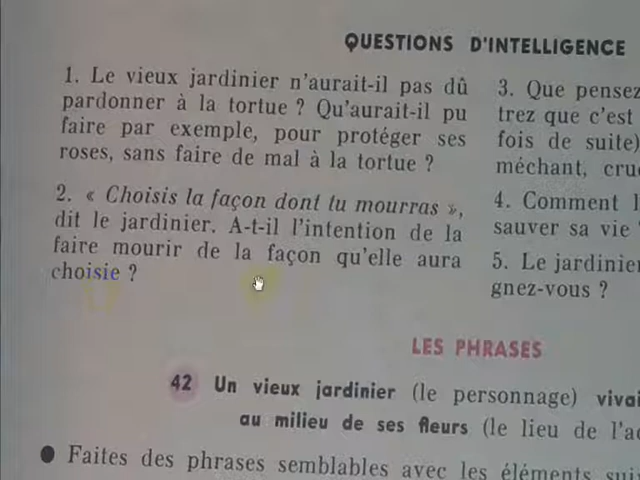 QUESTIONS D'INTELLIGENCE
1. Le vieux jardinier n'aurait-il pas dû
pardonner à la tortue ? Qu'aurait-il pu
faire par exemple, pour protéger ses
roses, sans faire de mal à la tortue ?
2. « Choisis la façon dont tu mourras »,
dit le jardinier. A-t-il l'intention de la
faire mourir de la façon qu'elle aura
choisie ?
3. Que pensez
trez que c'est
fois de suite)
méchant, cru
4. Comment l
sauver sa vie
5. Le jardinier
gnez-vous ?
LES PHRASES
42 Un vieux jardinier (le personnage) vivai
au milieu de ses fleurs (le lieu de l'a
● Faites des phrases semblables avec les éléments sui